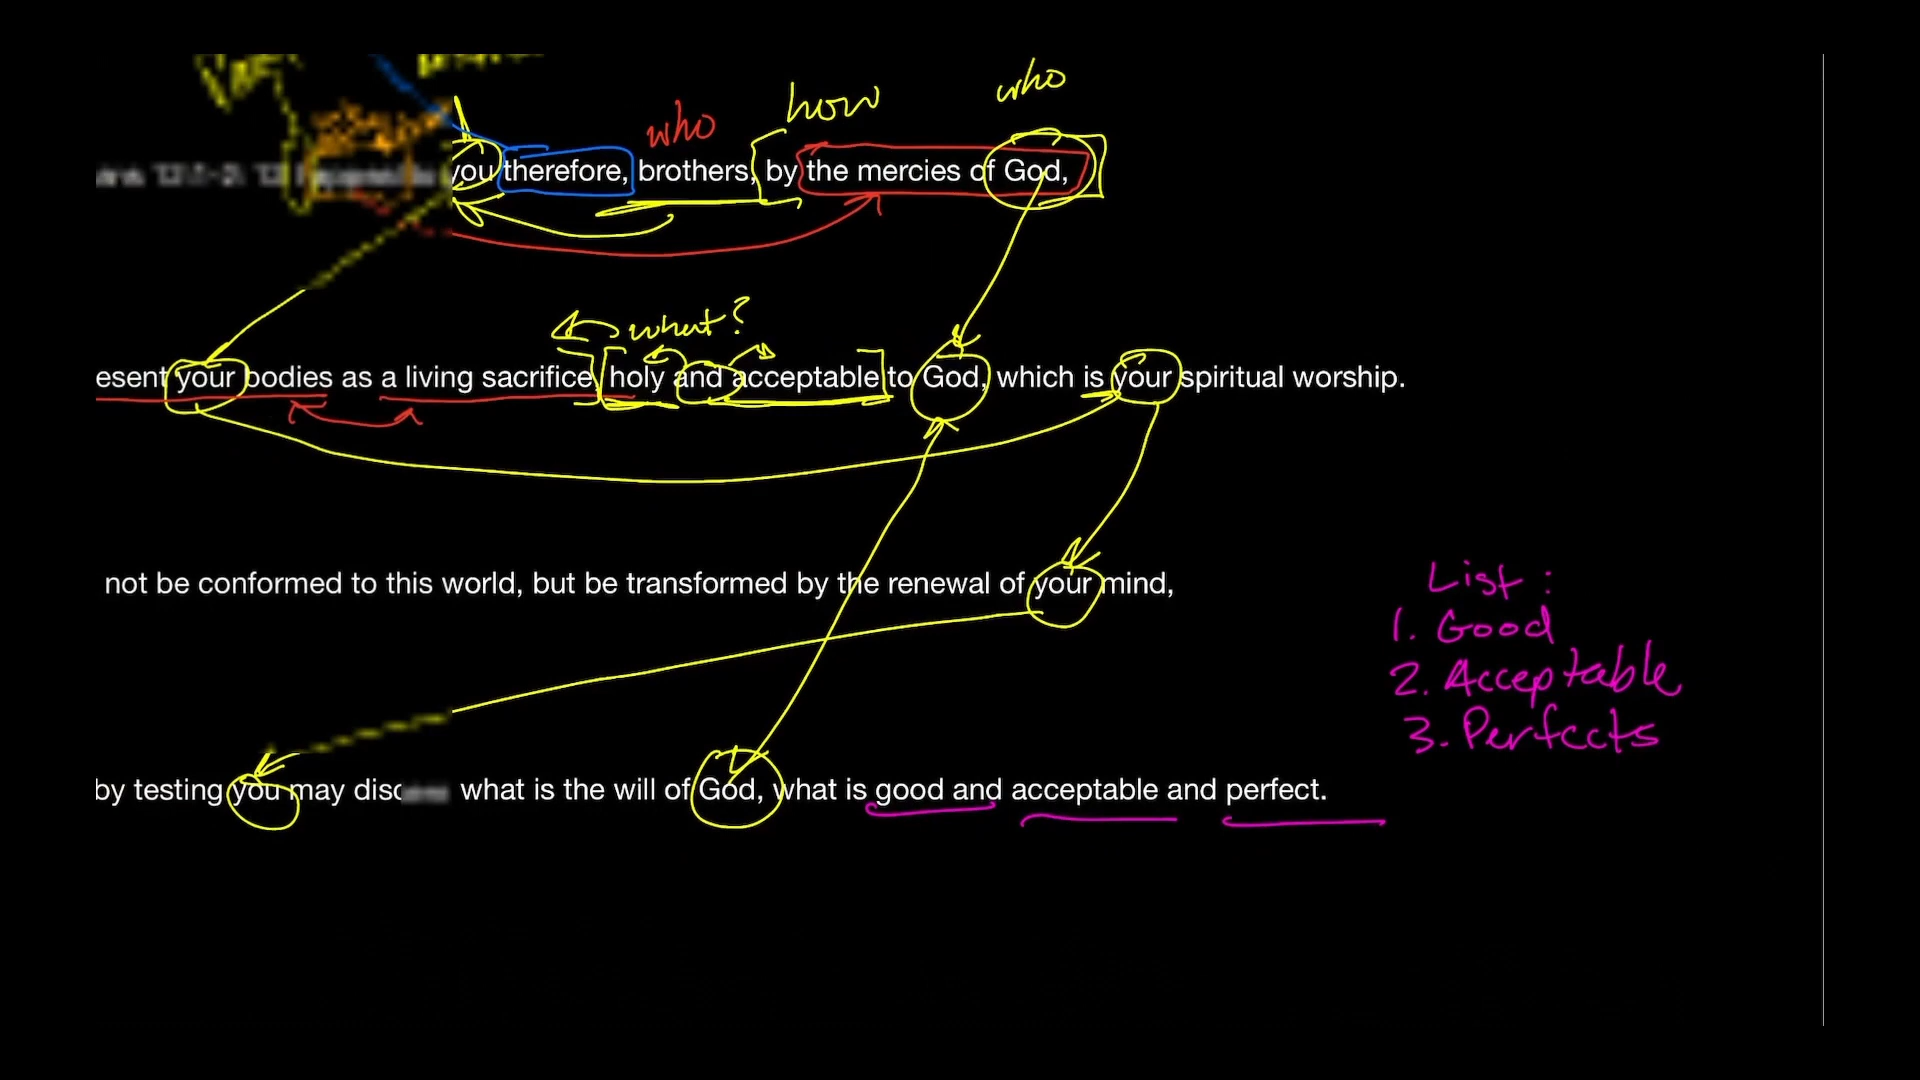 who
how
who
you therefore, brothers, by the mercies of God,
what?
esent your bodies as a living sacrifice, holy and acceptable to God, which is your spiritual worship.
not be conformed to this world, but be transformed by the renewal of your mind,
List:
1. Good
2. Acceptable
3. Perfects
by testing you may what is the will of God, what is good and acceptable and perfect.